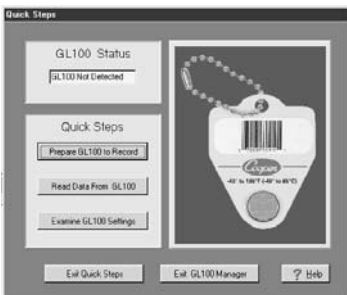 Quick Steps
GL100 Status
GL100 Not Detected
Quick Steps
Prepare GL100 to Record
Read Data From GL100
Examine GL100 Settings
Cooper
-40° to 185°F (-40° to 85°C)
Exit Quick Steps
Exit GL100 Manager
? Help